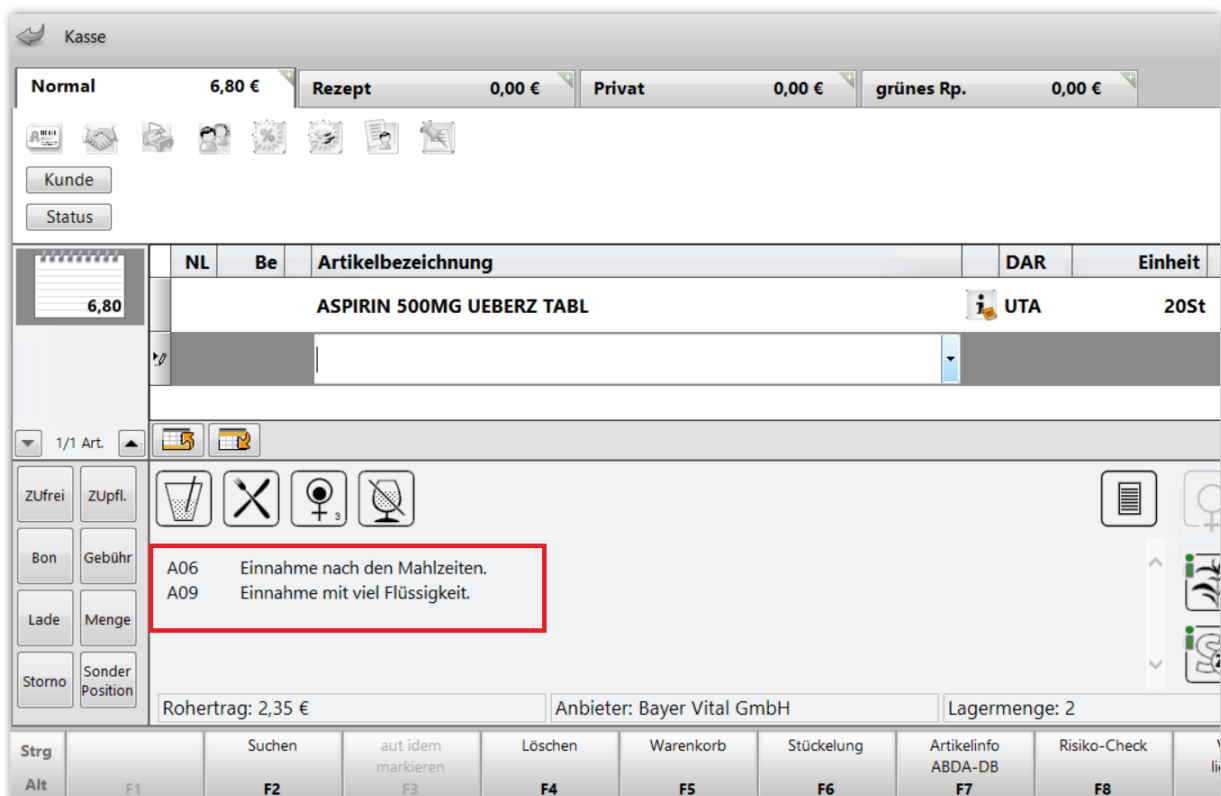 Kasse
Normal 6,80 € Rezept 0,00 € Privat 0,00 € grünes Rp. 0,00 €
Kunde
Status
NL Be Artikelbezeichnung DAR Einheit
6,80 ASPIRIN 500MG UEBERZ TABL UTA 20St
1/1 Art.
ZUfrei ZUpfl.
Bon Gebühr
A06 Einnahme nach den Mahlzeiten.
A09 Einnahme mit viel Flüssigkeit.
Lade Menge
Storno Sonder Position
Rohertrag: 2,35 € Anbieter: Bayer Vital GmbH Lagermenge: 2
Strg Suchen aut idem markieren Löschen Warenkorb Stückelung Artikelinfo ABDA-DB Risiko-Check
Alt F1 F2 F3 F4 F5 F6 F7 F8